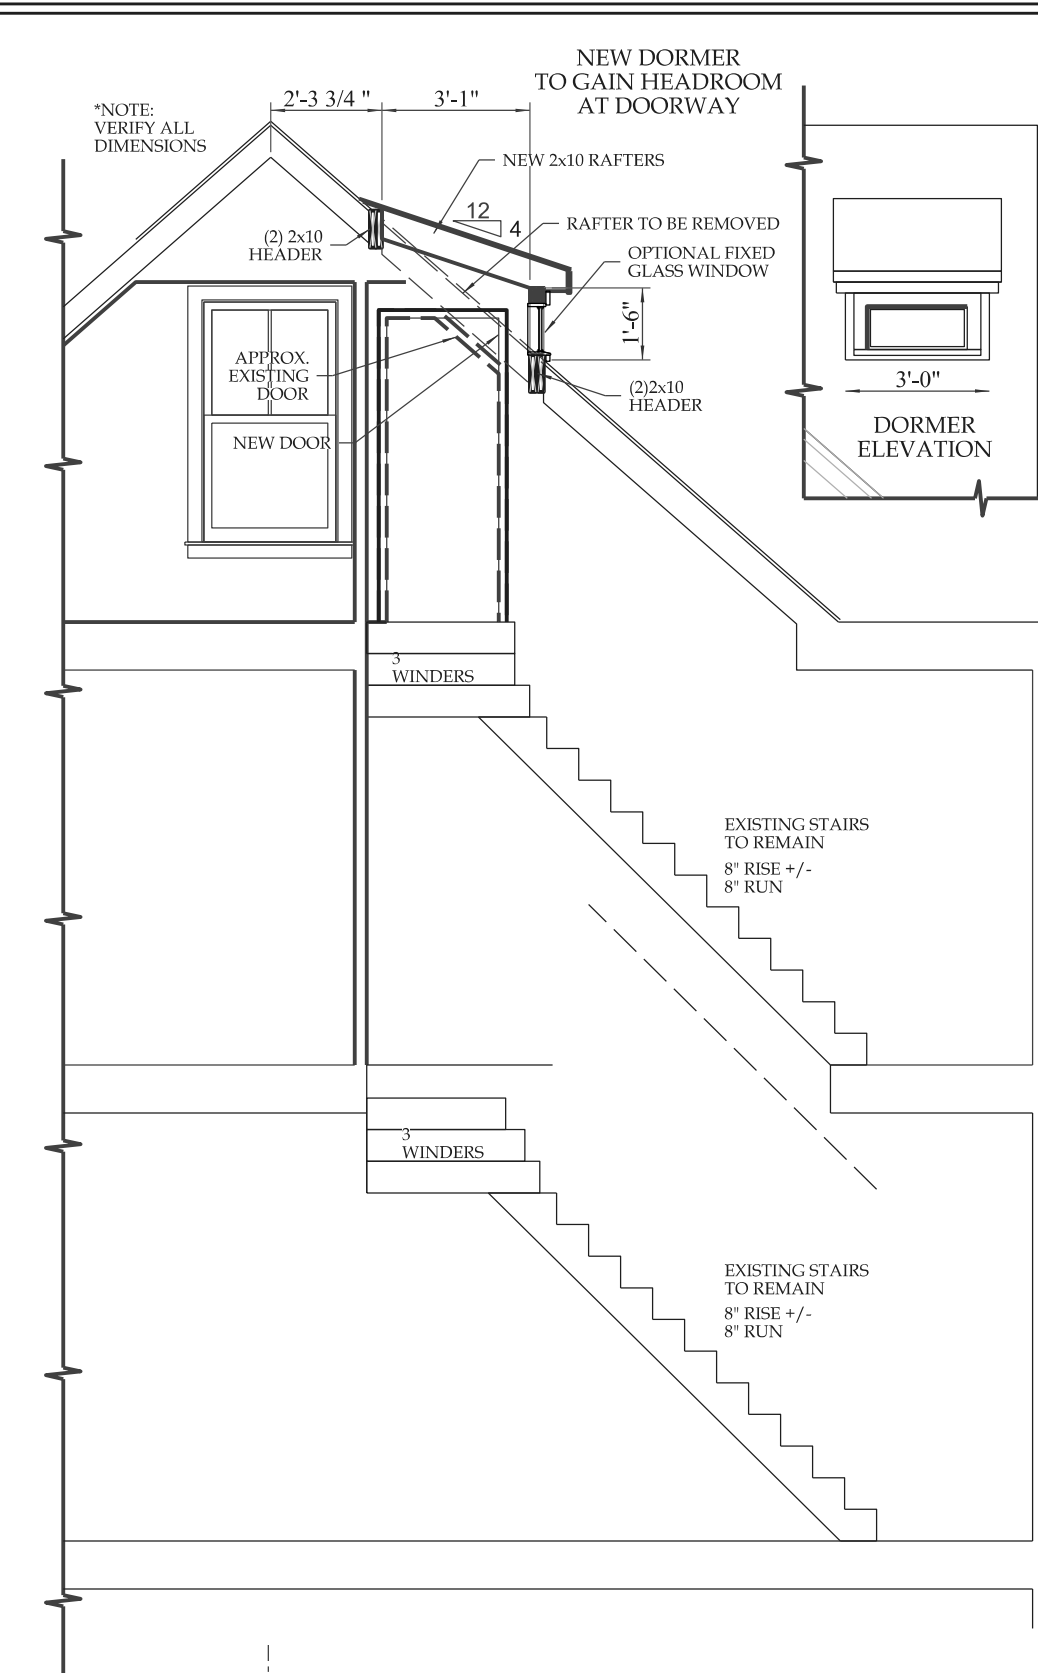 NEW DORMER
TO GAIN HEADROOM
AT DOORWAY
*NOTE:
VERIFY ALL
DIMENSIONS
2'-3 3/4 "
3'-1"
NEW 2x10 RAFTERS
12
4
RAFTER TO BE REMOVED
(2) 2x10
HEADER
OPTIONAL FIXED
GLASS WINDOW
1'-6"
APPROX.
EXISTING
DOOR
(2)2x10
HEADER
NEW DOOR
3'-0"
DORMER
ELEVATION
3
WINDERS
EXISTING STAIRS
TO REMAIN
8" RISE +/-
8" RUN
3
WINDERS
EXISTING STAIRS
TO REMAIN
8" RISE +/-
8" RUN